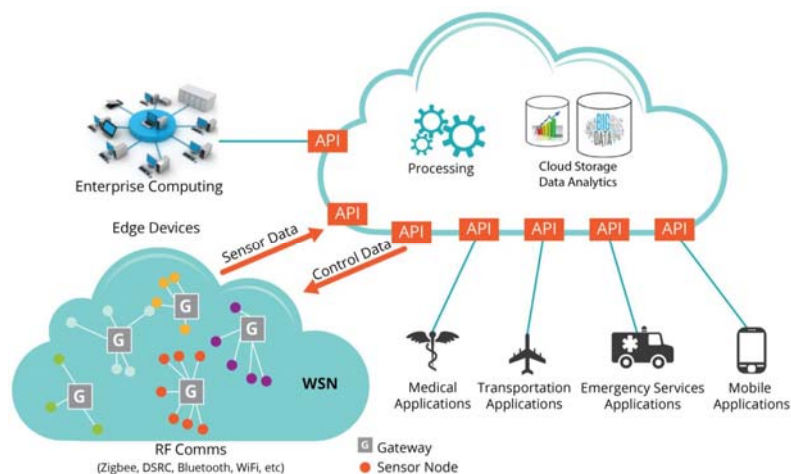 API
Enterprise Computing
Processing
BIG
DATA
Cloud Storage
Data Analytics
Edge Devices
API
Sensor Data
API
Control Data
API
API
API
API
G
G
G
G
G
WSN
RF Comms
(Zigbee, DSRC, Bluetooth, WiFi, etc)
G Gateway
Sensor Node
Medical
Applications
Transportation
Applications
Emergency Services
Applications
Mobile
Applications